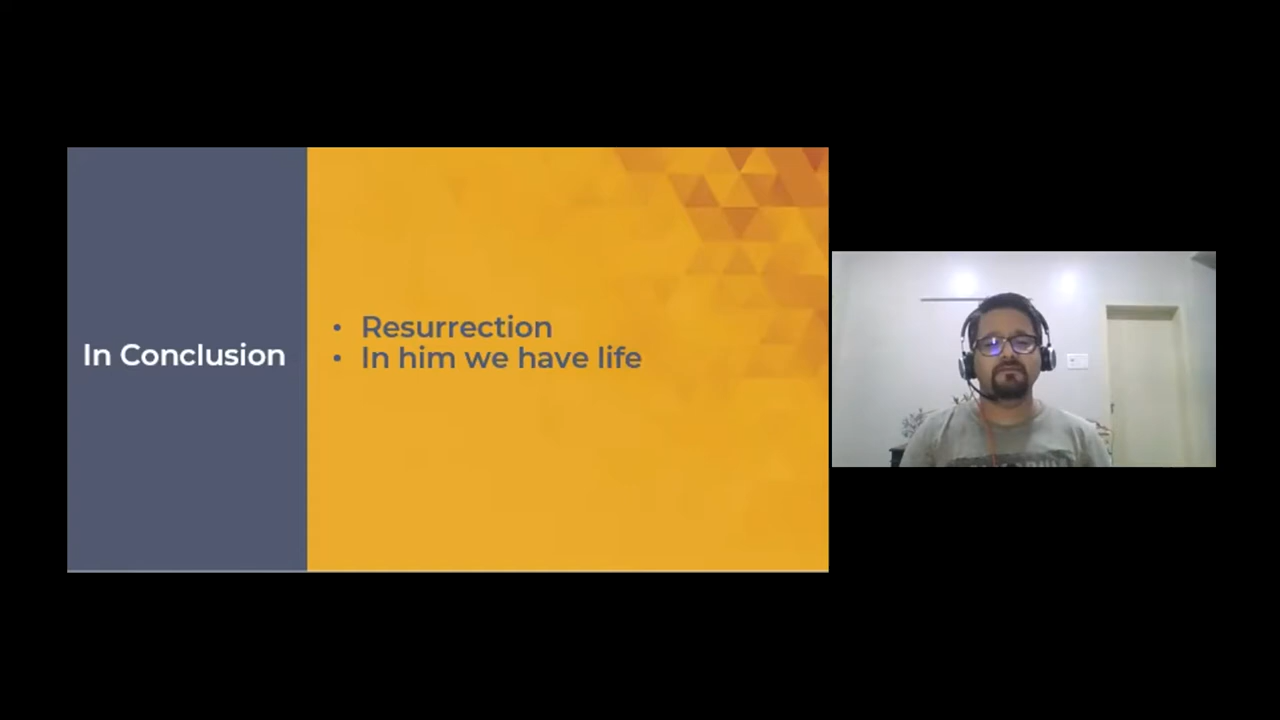 In Conclusion
• Resurrection
• In him we have life